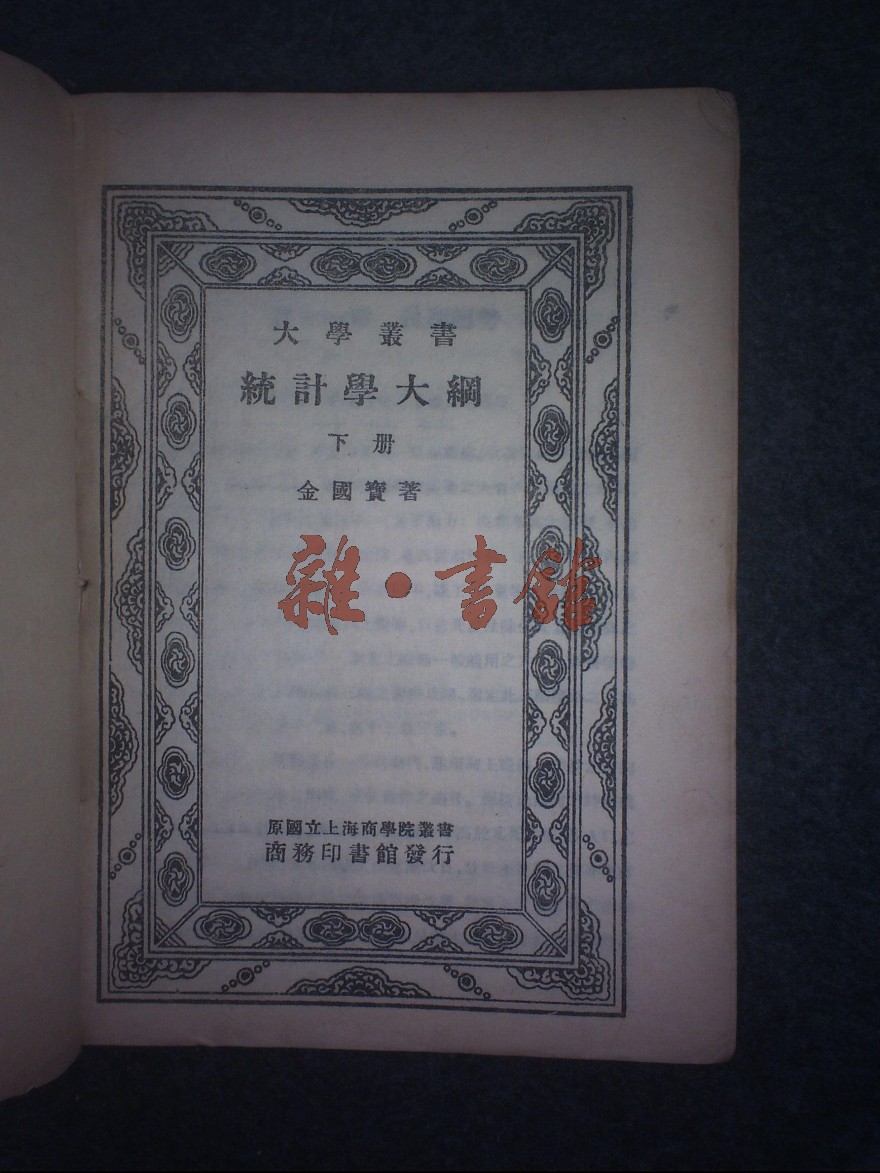 大學叢書
統計學大綱
下册
金國寶著
雜·書館
原國立上海商學院叢書
商務印書館發行